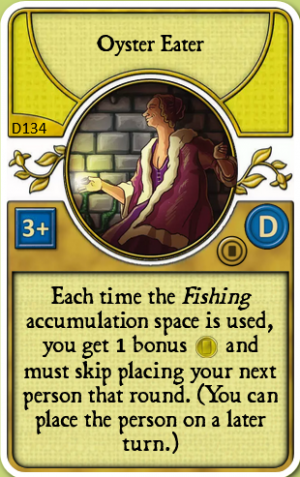 Oyster Eater
D134
3+
D
Each time the Fishing
accumulation space is used,
you get 1 bonus and
must skip placing your next
person that round. (You can
place the person on a later
turn.)